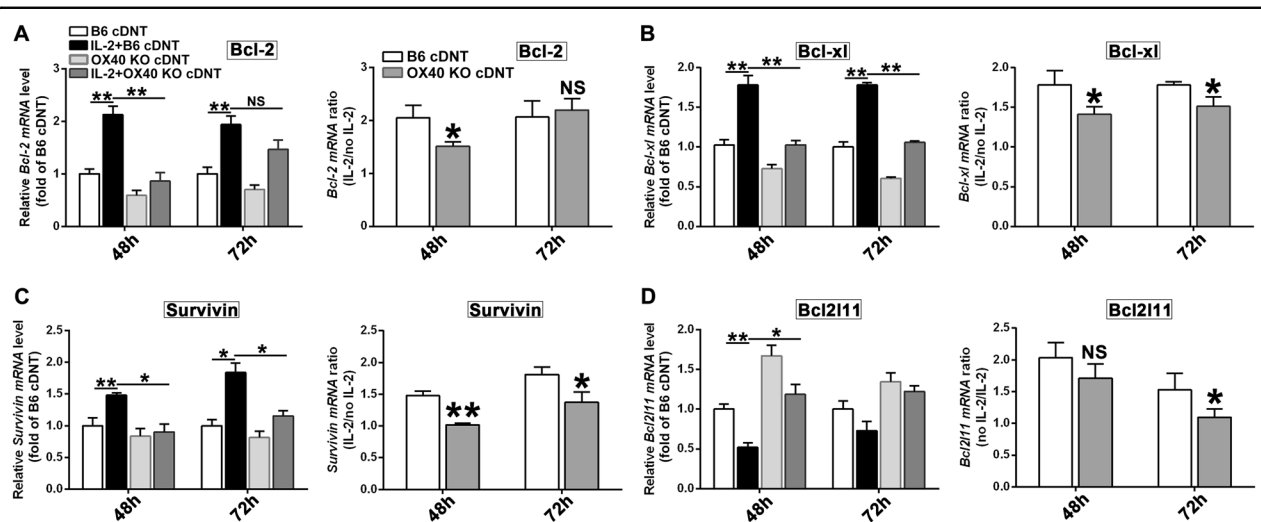 A
B6 cDNT
IL-2+B6 cDNT
OX40 KO cDNT
IL-2+OX40 KO cDNT
Bcl-2
Relative Bcl-2 mRNA level
(fold of B6 cDNT)
3
2
1
0
**
**
**
NS
48h
72h
B6 cDNT
OX40 KO cDNT
Bcl-2
Bcl-2 mRNA ratio
(IL-2/no IL-2)
3
2
1
0
*
NS
48h
72h
B
Bcl-xl
Relative Bcl-xl mRNA level
(fold of B6 cDNT)
2.0
1.5
1.0
0.5
0.0
**
**
**
**
48h
72h
Bcl-xl
Bcl-xl mRNA ratio
(IL-2/no IL-2)
2.0
1.5
1.0
0.5
0.0
*
*
48h
72h
C
Survivin
Relative Survivin mRNA level
(fold of B6 cDNT)
2.5
2.0
1.5
1.0
0.5
0.0
**
*
*
*
48h
72h
Survivin
Survivin mRNA ratio
(IL-2/no IL-2)
2.5
2.0
1.5
1.0
0.5
0.0
**
*
48h
72h
D
Bcl2l11
Relative Bcl2l11 mRNA level
(fold of B6 cDNT)
2.0
1.5
1.0
0.5
0.0
**
*
48h
72h
Bcl2l11
Bcl2l11 mRNA ratio
(no IL-2/IL-2)
2.5
2.0
1.5
1.0
0.5
0.0
NS
*
48h
72h